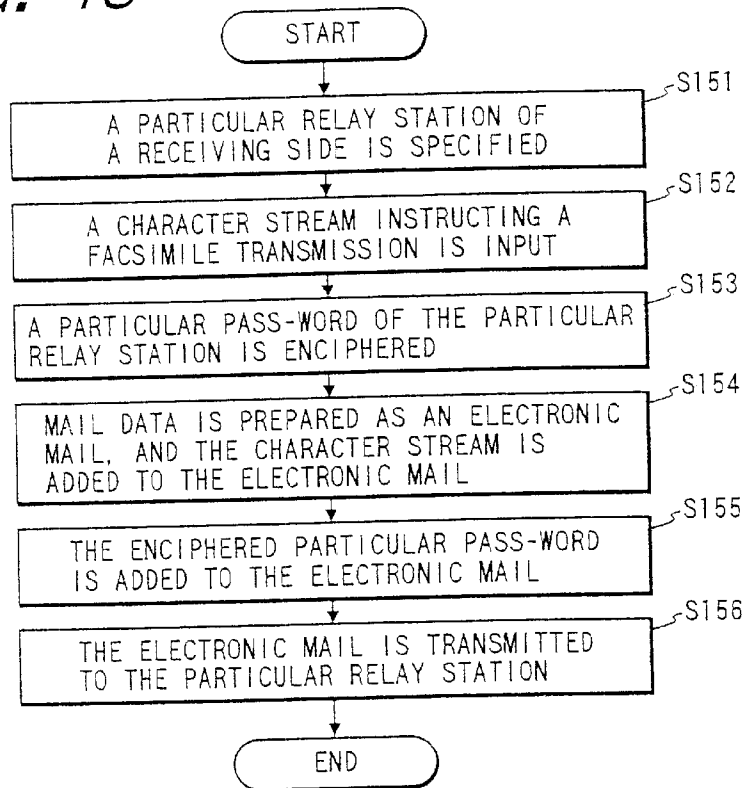 START
S151
A PARTICULAR RELAY STATION OF
A RECEIVING SIDE IS SPECIFIED
S152
A CHARACTER STREAM INSTRUCTING A
FACSIMILE TRANSMISSION IS INPUT
S153
A PARTICULAR PASS-WORD OF THE PARTICULAR
RELAY STATION IS ENCIPHERED
S154
MAIL DATA IS PREPARED AS AN ELECTRONIC
MAIL, AND THE CHARACTER STREAM IS
ADDED TO THE ELECTRONIC MAIL
S155
THE ENCIPHERED PARTICULAR PASS-WORD
IS ADDED TO THE ELECTRONIC MAIL
S156
THE ELECTRONIC MAIL IS TRANSMITTED
TO THE PARTICULAR RELAY STATION
END